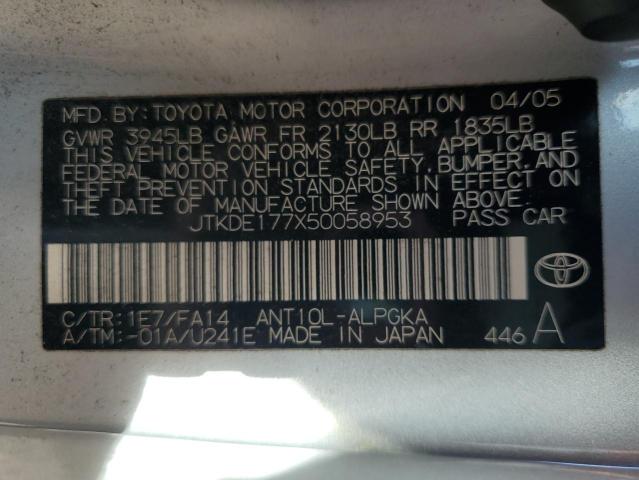 MFD. BY: TOYOTA MOTOR CORPORATION 04/05
GVWR 3945LB GAWR FR 2130LB RR 1835LB
THIS VEHICLE CONFORMS TO ALL APPLICABLE
FEDERAL MOTOR VEHICLE SAFETY, BUMPER, AND
THEFT PREVENTION STANDARDS IN EFFECT ON
THE DATE OF MANUFACTURE SHOWN ABOVE.
JTKDE177X50058953 PASS CAR
C/TR: 1E7/FA14 ANT10L-ALPGKA
A/TM: -01A/U241E MADE IN JAPAN 446 A